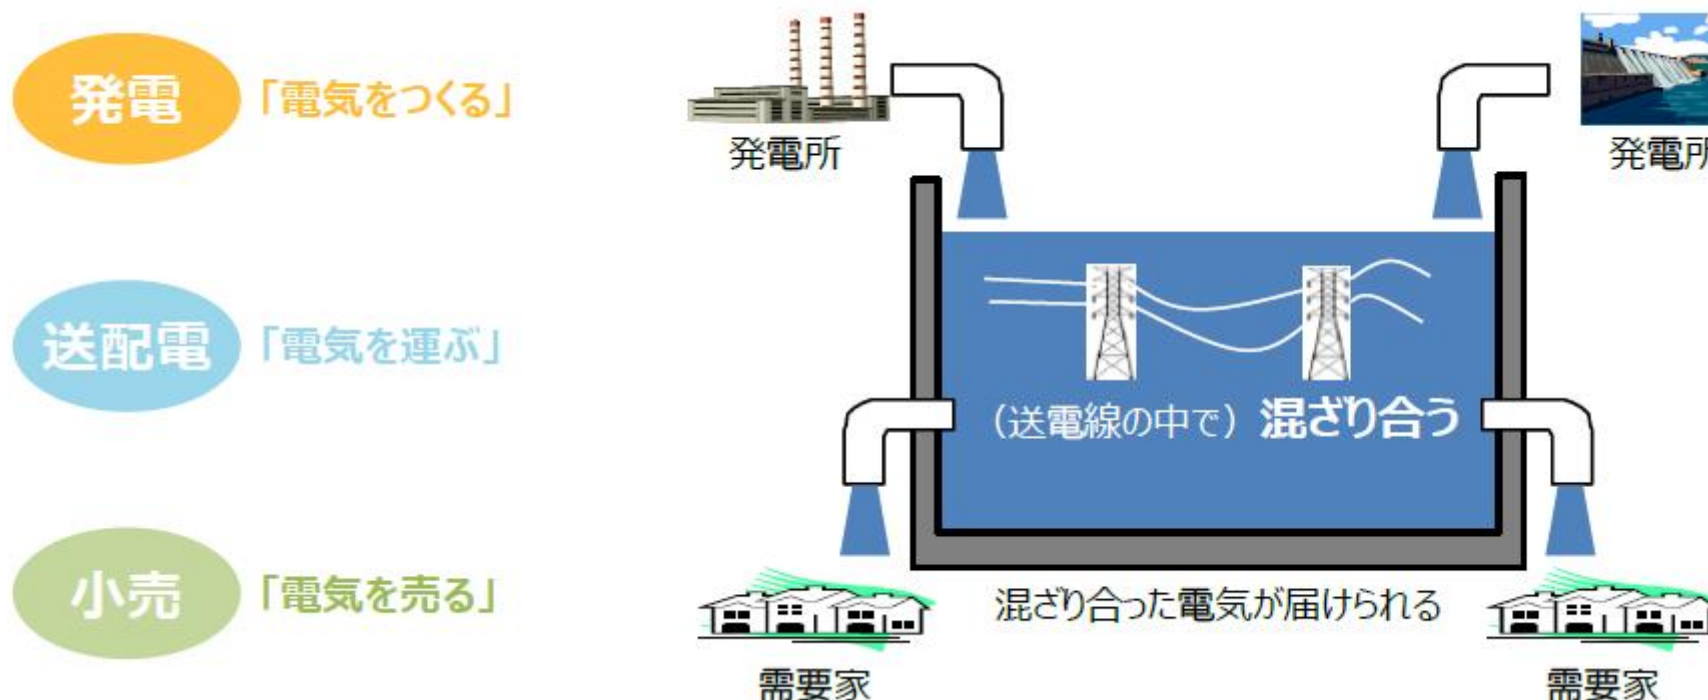 発電 「電気をつくる」
送配電 「電気を運ぶ」
小売 「電気を売る」
発電所
発電所
（送電線の中で）混ざり合う
混ざり合った電気が届けられる
需要家
需要家